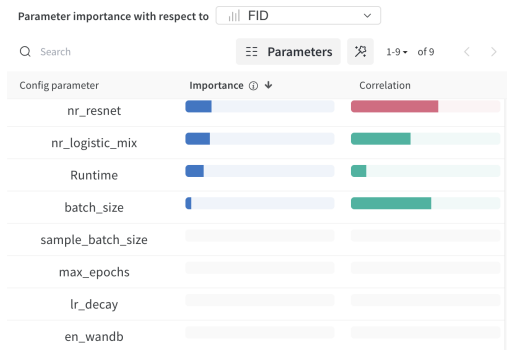 Parameter importance with respect to FID
Search Parameters 1-9 of 9
Config parameter Importance Correlation
nr_resnet
nr_logistic_mix
Runtime
batch_size
sample_batch_size
max_epochs
lr_decay
en_wandb